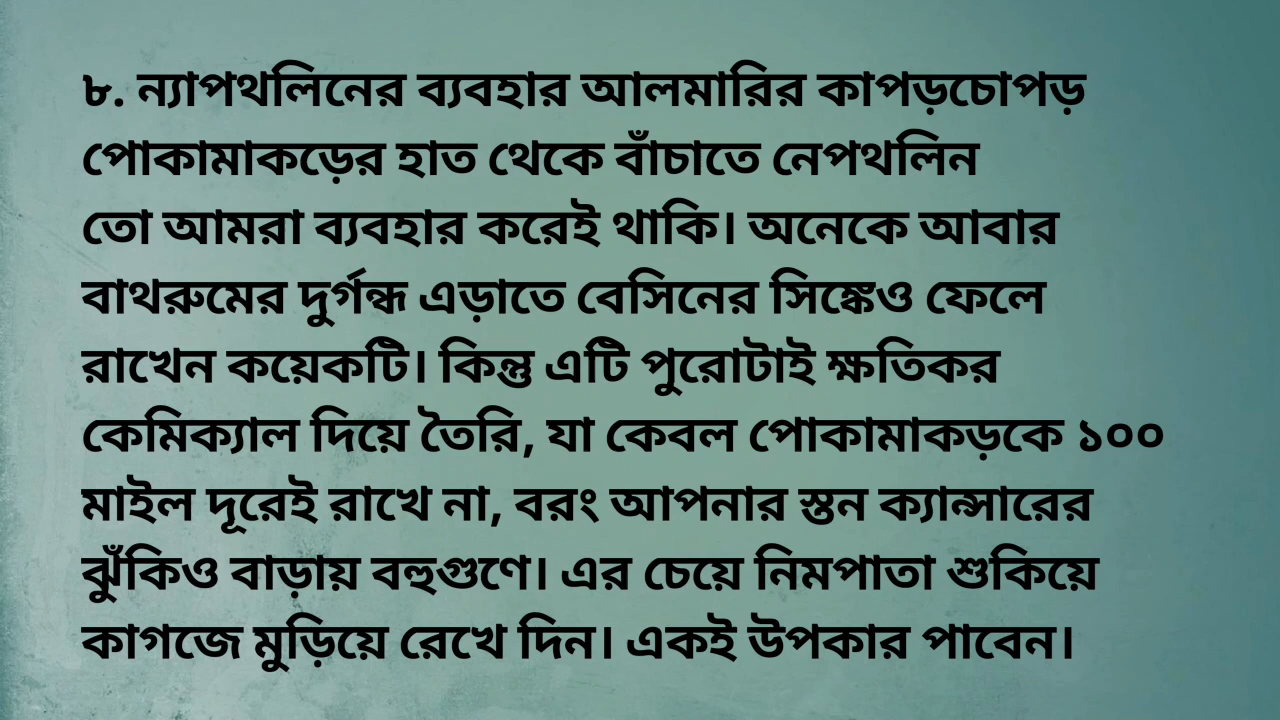 ৮. ন্যাপথলিনের ব্যবহার আলমারির কাপড়চোপড়
পোকামাকড়ের হাত থেকে বাঁচাতে নেপথলিন
তো আমরা ব্যবহার করেই থাকি। অনেকে আবার
বাথরুমের দুর্গন্ধ এড়াতে বেসিনের সিঙ্কেও ফেলে
রাখেন কয়েকটি। কিন্তু এটি পুরোটাই ক্ষতিকর
কেমিক্যাল দিয়ে তৈরি, যা কেবল পোকামাকড়কে ১০০
মাইল দূরেই রাখে না, বরং আপনার স্তন ক্যান্সারের
ঝুঁকিও বাড়ায় বহুগুণে। এর চেয়ে নিমপাতা শুকিয়ে
কাগজে মুড়িয়ে রেখে দিন। একই উপকার পাবেন।